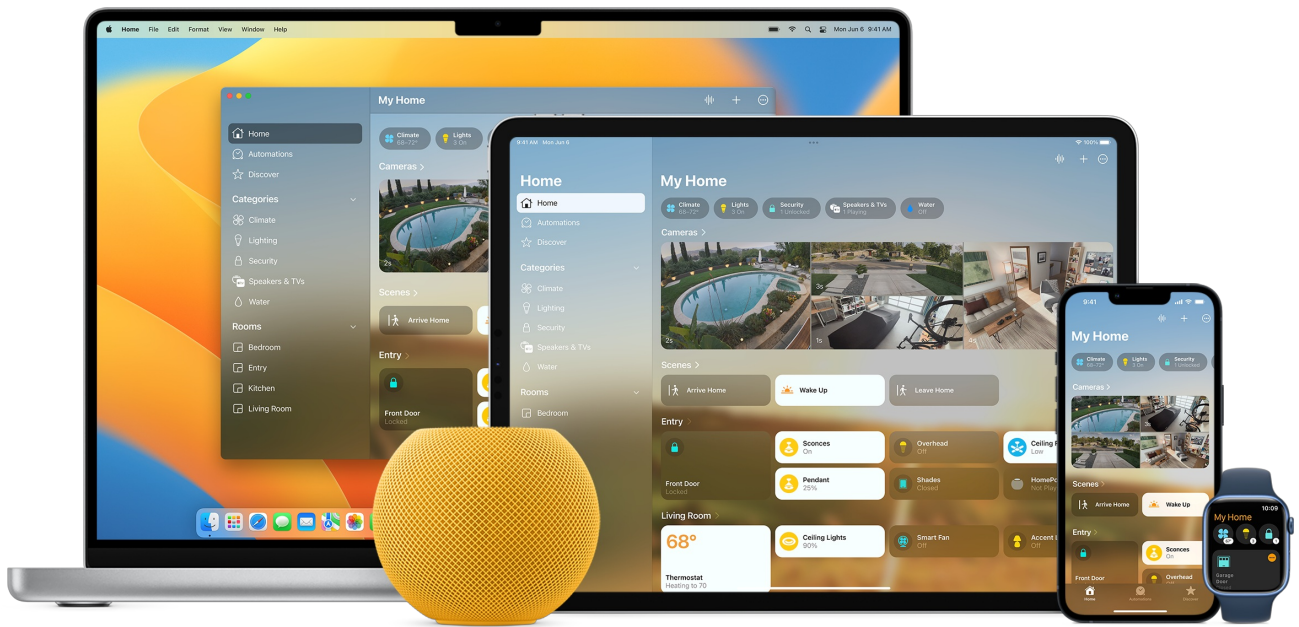 Home File Edit Format View Window Help
Mon Jun 6 9:41 AM
My Home
Home
Automations
Discover
Categories
Climate
Lighting
Security
Speakers & TVs
Water
Rooms
Bedroom
Entry
Kitchen
Living Room
Climate
68–72°
Lights
3 On
Cameras
2s
Scenes
Arrive Home
Entry
Front Door
Locked
9:41 AM Mon Jun 6
100%
Home
Home
Automations
Discover
Categories
Climate
Lighting
Security
Speakers & TVs
Water
Rooms
Bedroom
My Home
Climate
68–72°
Lights
3 On
Security
1 Unlocked
Speakers & TVs
1 Playing
Water
Off
Cameras
2s
3s
1s
4s
Scenes
Arrive Home
Wake Up
Leave Home
Entry
Front Door
Locked
Sconces
On
Overhead
Off
Ceiling F
Low
Pendant
25%
Shades
Closed
HomePo
Not Play
Living Room
68°
Thermostat
Heating to 70
Ceiling Lights
90%
Smart Fan
Off
Accent L
Off
9:41
My Home
Climate
68–72°
Lights
3 On
Security
1 Unlocked
Cameras
Scenes
Arrive Home
Wake Up
Entry
Front Door
Sconces
On
Overhead
Off
Home
Automations
Discover
10:09
My Home
Garage
Door